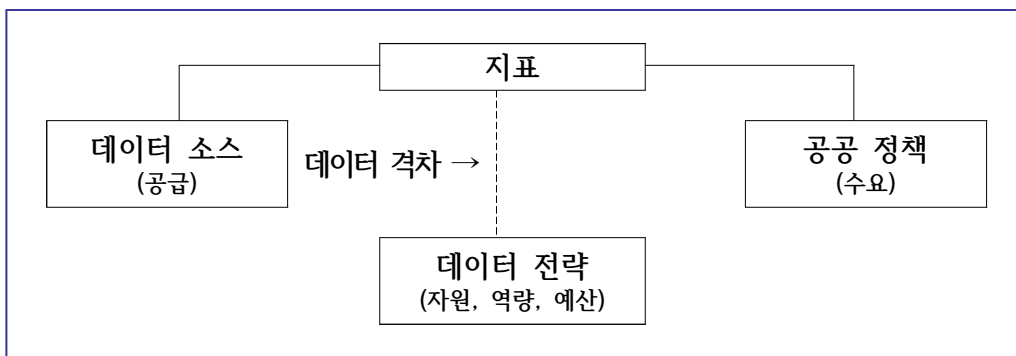 지표
데이터 소스
(공급)
데이터 격차 →
공공 정책
(수요)
데이터 전략
(자원, 역량, 예산)